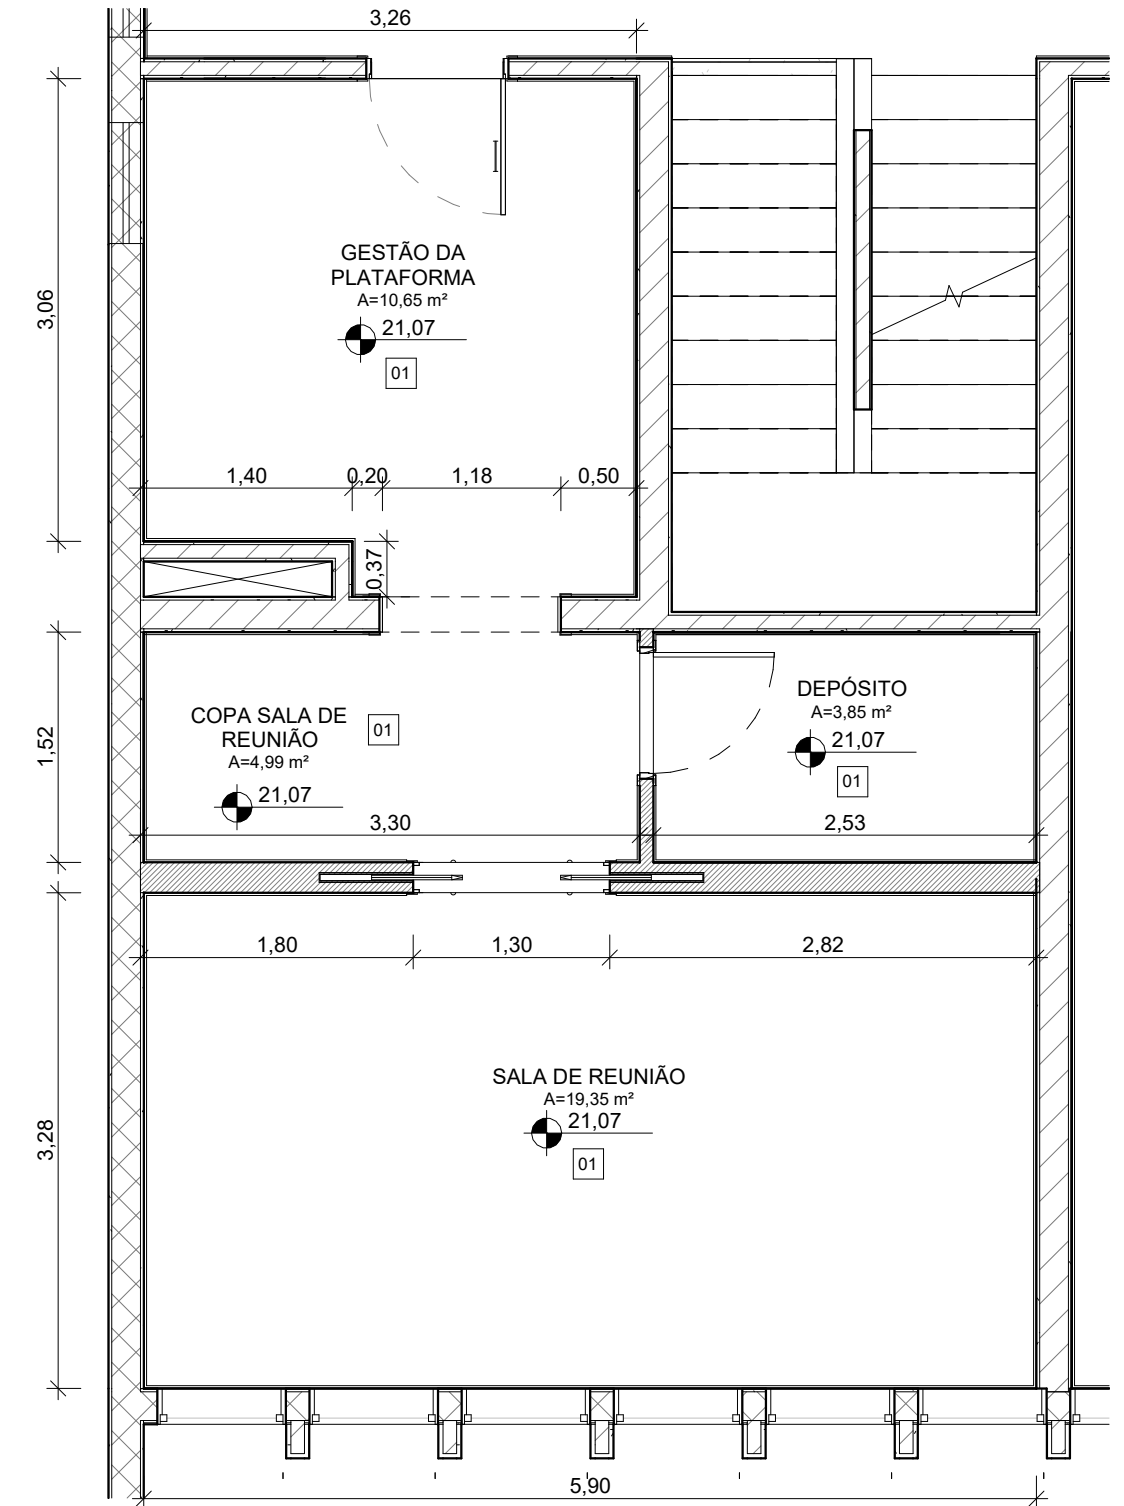 3,26
GESTÃO DA
PLATAFORMA
A=10,65 m²
21,07
01
3,06
1,40
0,20
1,18
0,50
0,37
COPA SALA DE
REUNIÃO
A=4,99 m²
21,07
01
DEPÓSITO
A=3,85 m²
21,07
01
1,52
3,30
2,53
1,80
1,30
2,82
SALA DE REUNIÃO
A=19,35 m²
21,07
01
3,28
5,90